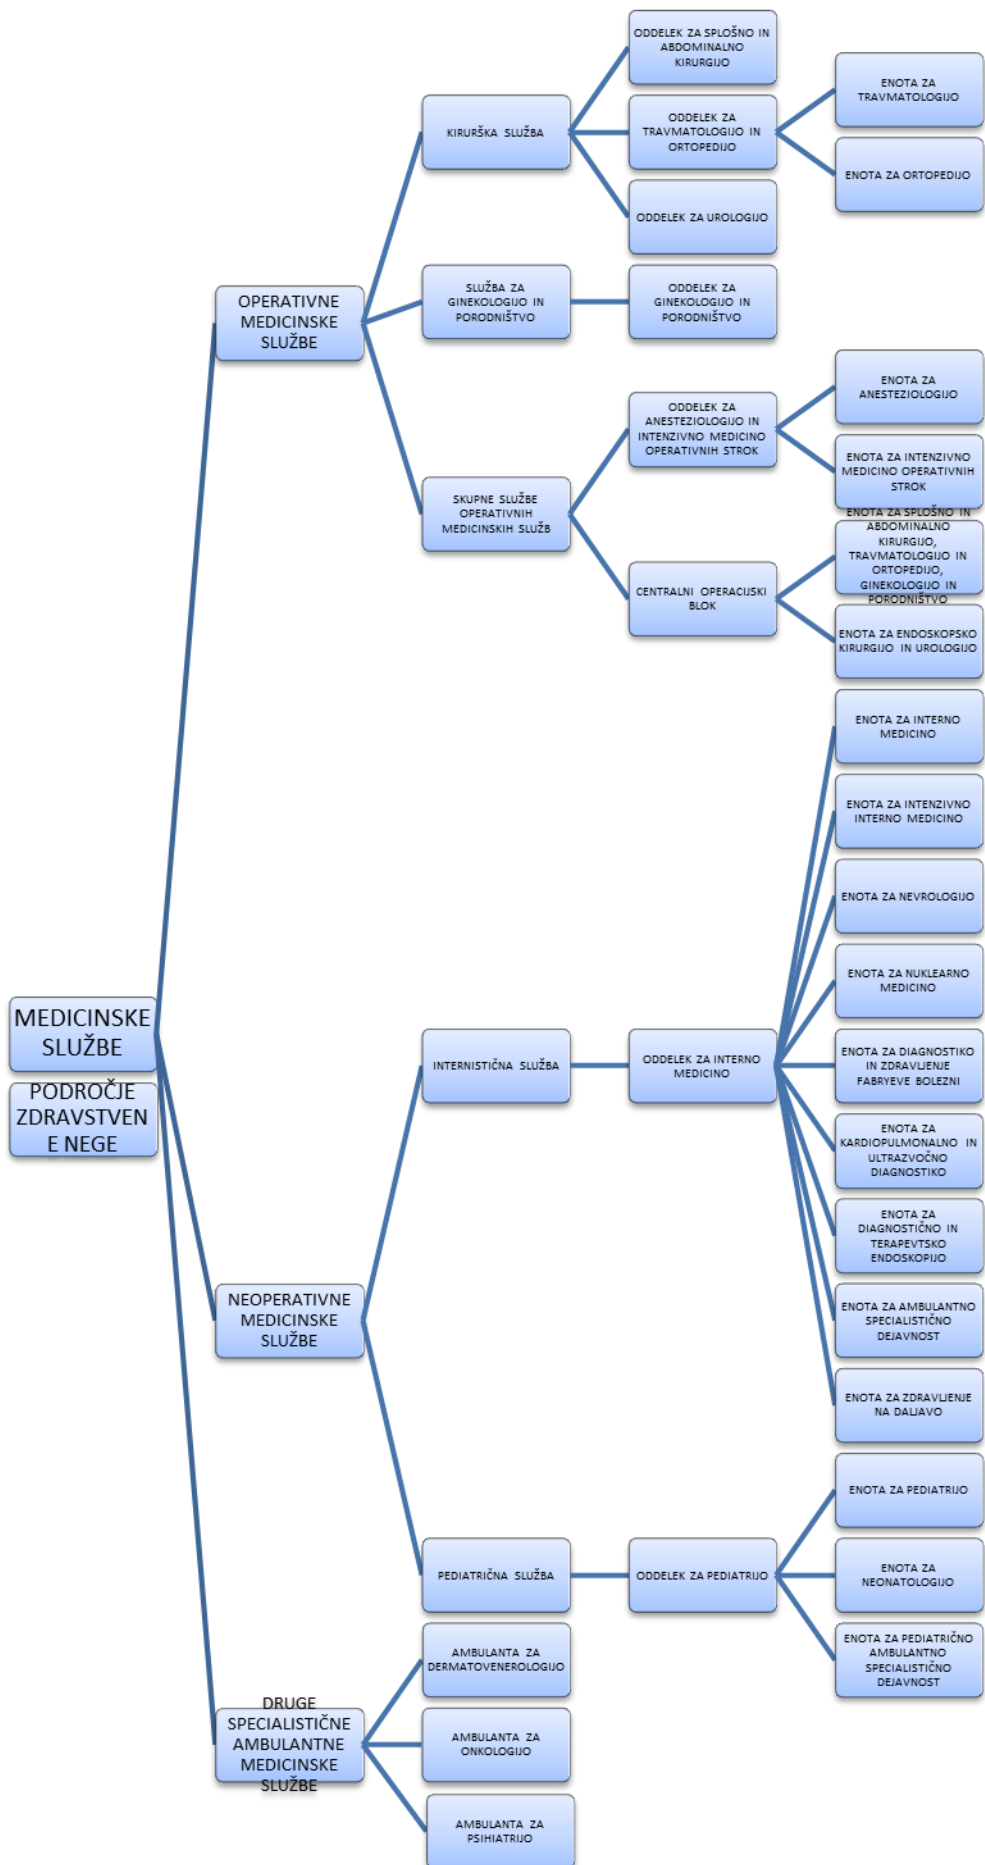 MEDICINSKE
SLUŽBE
PODROČJE
ZDRAVSTVEN
E NEGE
OPERATIVNE
MEDICINSKE
SLUŽBE
KIRURŠKA SLUŽBA
ODDELEK ZA SPLOŠNO IN
ABDOMINALNO
KIRURGIJO
ODDELEK ZA
TRAVMATOLOGIJO IN
ORTOPEDIJO
ENOTA ZA
TRAVMATOLOGIJO
ENOTA ZA ORTOPEDIJO
ODDELEK ZA UROLOGIJO
SLUŽBA ZA
GINEKOLOGIJO IN
PORODNIŠTVO
ODDELEK ZA
GINEKOLOGIJO IN
PORODNIŠTVO
SKUPNE SLUŽBE
OPERATIVNIH
MEDICINSKIH SLUŽB
ODDELEK ZA
ANESTEZIOLOGIJO IN
INTENZIVNO MEDICINO
OPERATIVNIH STROK
ENOTA ZA
ANESTEZIOLOGIJO
ENOTA ZA INTENZIVNO
MEDICINO OPERATIVNIH
STROK
CENTRALNI OPERACIJSKI
BLOK
ENOTA ZA SPLOŠNO IN
ABDOMINALNO
KIRURGIJO,
TRAVMATOLOGIJO IN
ORTOPEDIJO,
GINEKOLOGIJO IN
PORODNIŠTVO
ENOTA ZA ENDOSKOPSKO
KIRURGIJO IN UROLOGIJO
NEOPERATIVNE
MEDICINSKE
SLUŽBE
INTERNISTIČNA SLUŽBA
ODDELEK ZA INTERNO
MEDICINO
ENOTA ZA INTERNO
MEDICINO
ENOTA ZA INTENZIVNO
INTERNO MEDICINO
ENOTA ZA NEVROLOGIJO
ENOTA ZA NUKLEARNO
MEDICINO
ENOTA ZA DIAGNOSTIKO
IN ZDRAVLJENJE
FABRYEVE BOLEZNI
ENOTA ZA
KARDIOPULMONALNO IN
ULTRAZVOČNO
DIAGNOSTIKO
ENOTA ZA
DIAGNOSTIČNO IN
TERAPEVTSKO
ENDOSKOPIJO
ENOTA ZA AMBULANTNO
SPECIALISTIČNO
DEJAVNOST
ENOTA ZA ZDRAVLJENJE
NA DALJAVO
PEDIATRIČNA SLUŽBA
ODDELEK ZA PEDIATRIJO
ENOTA ZA PEDIATRIJO
ENOTA ZA
NEONATOLOGIJO
ENOTA ZA PEDIATRIČNO
AMBULANTNO
SPECIALISTIČNO
DEJAVNOST
DRUGE
SPECIALISTIČNE
AMBULANTNE
MEDICINSKE
SLUŽBE
AMBULANTA ZA
DERMATOVENEROLOGIJO
AMBULANTA ZA
ONKOLOGIJO
AMBULANTA ZA
PSIHIATRIJO